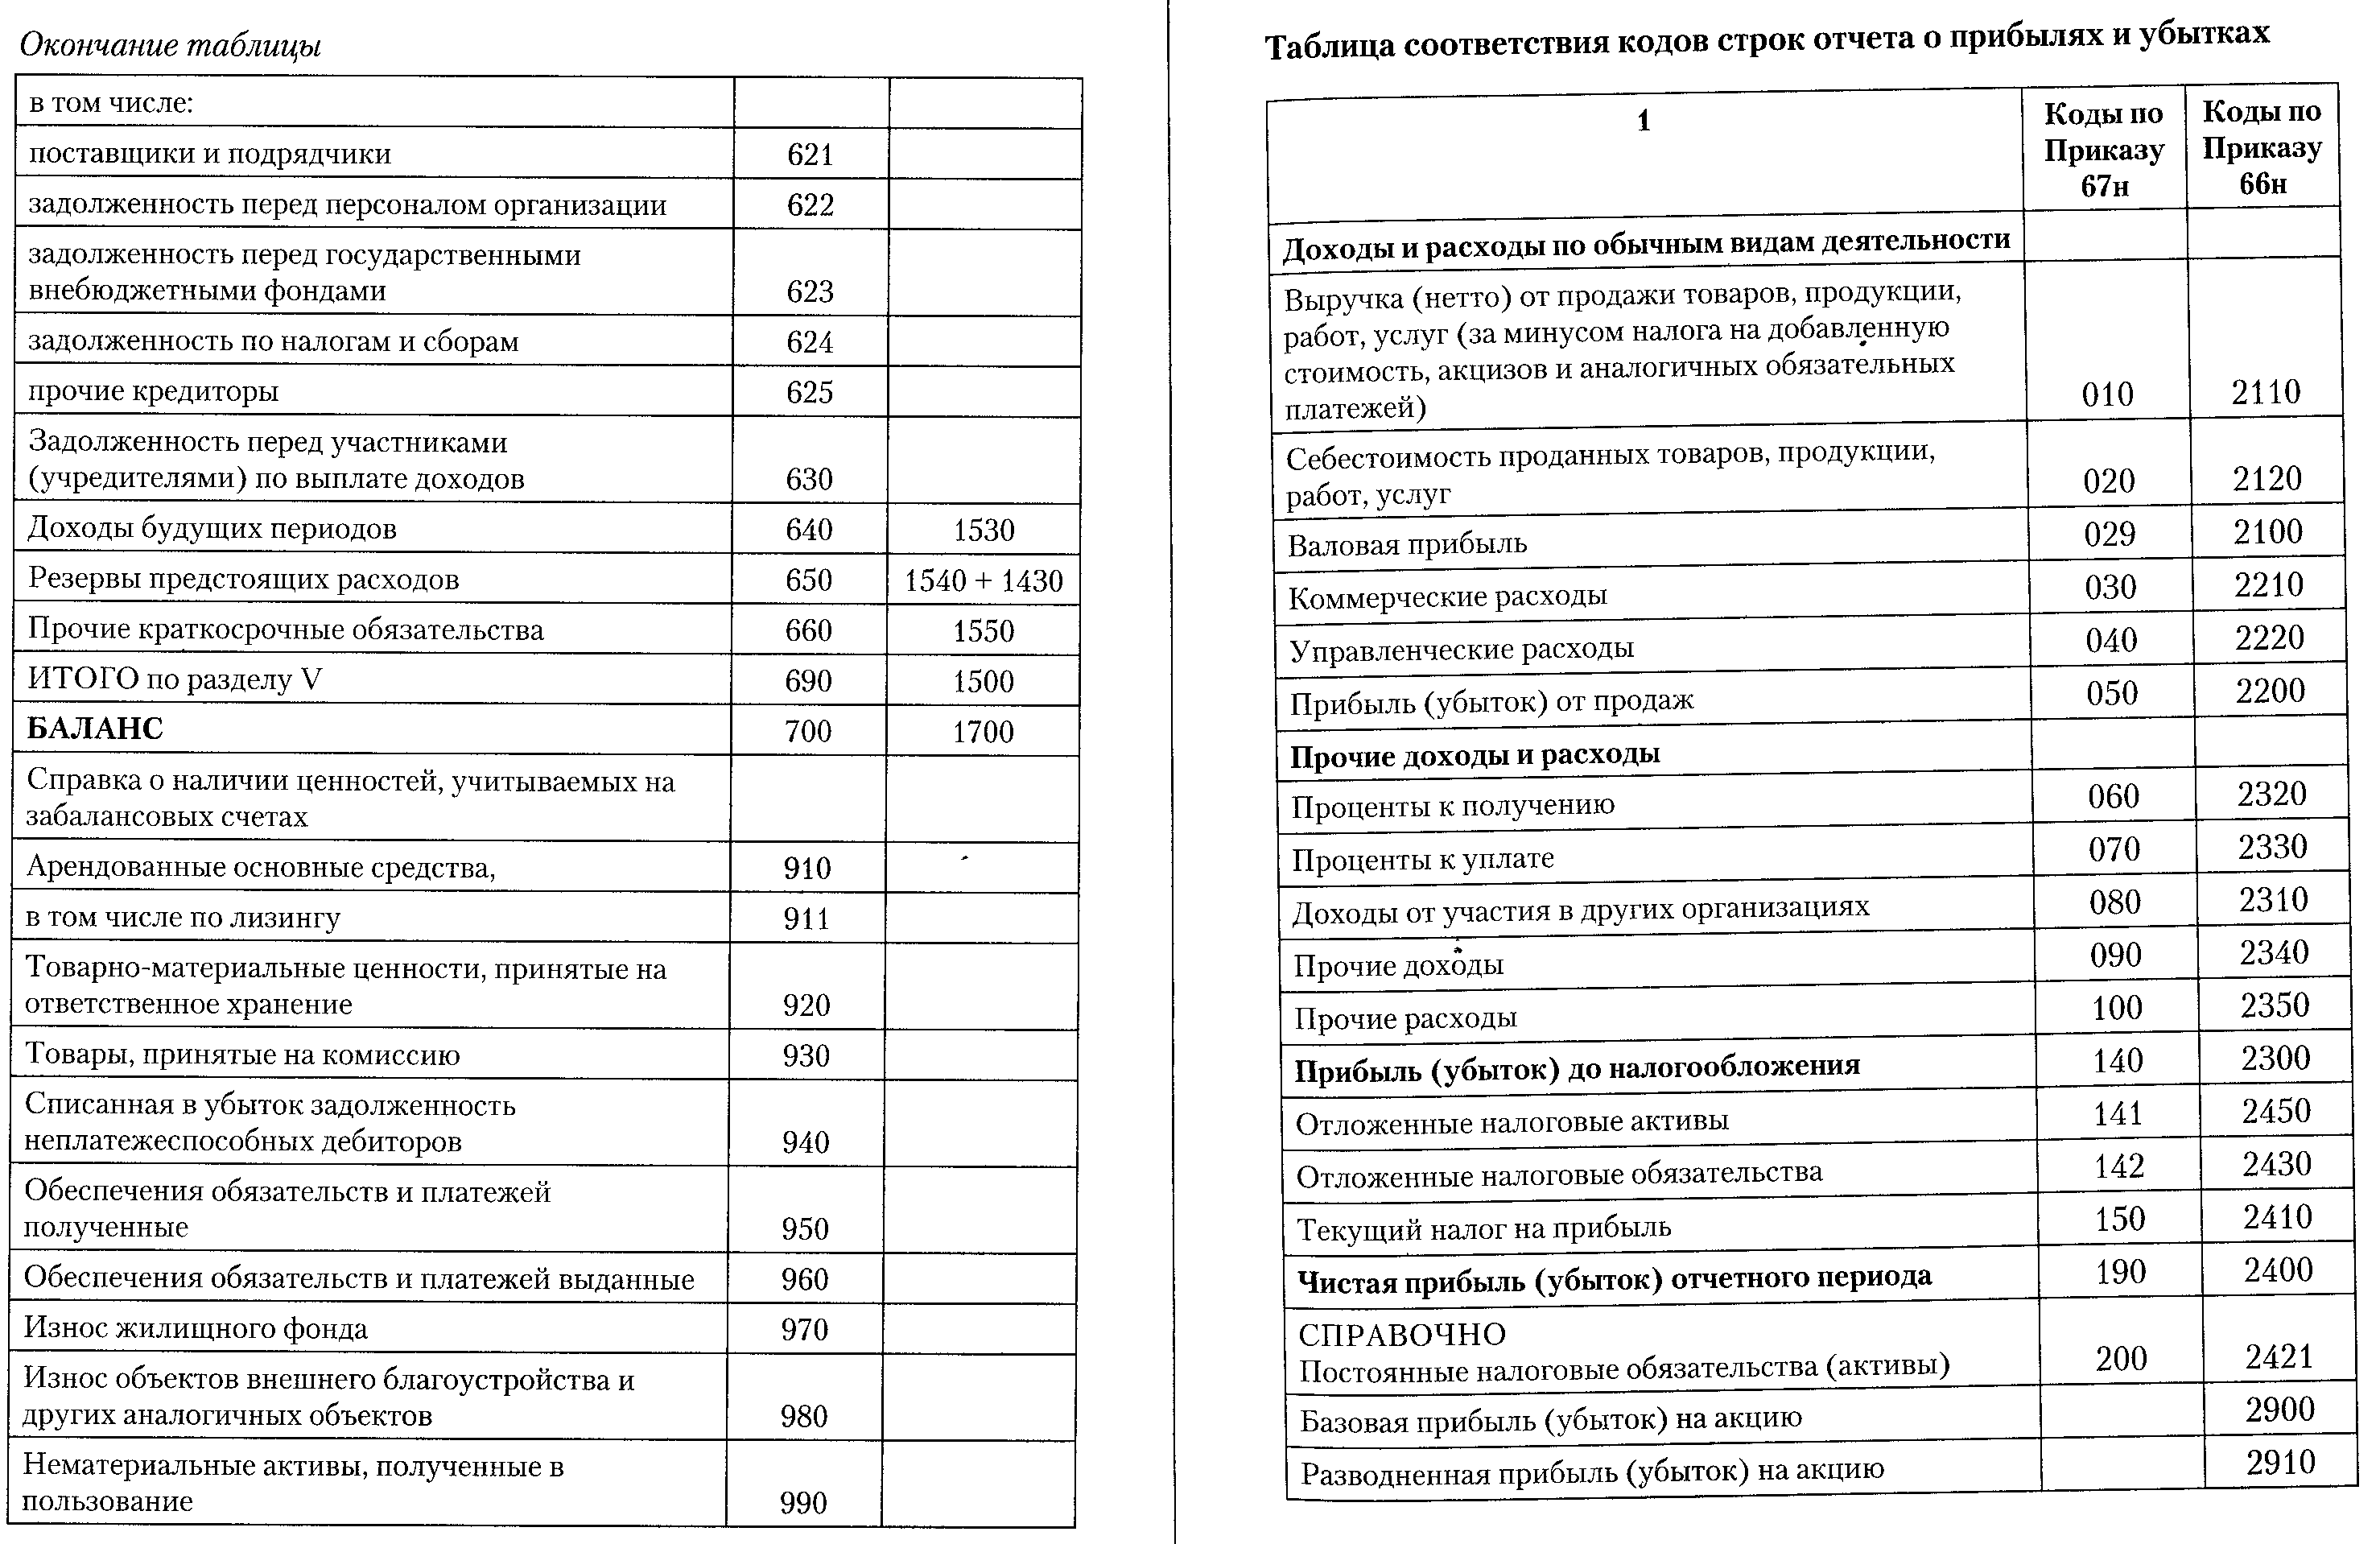 Окончание таблицы
в том числе:
поставщики и подрядчики 621
задолженность перед персоналом организации 622
задолженность перед государственными
внебюджетными фондами 623
задолженность по налогам и сборам 624
прочие кредиторы 625
Задолженность перед участниками
(учредителями) по выплате доходов 630
Доходы будущих периодов 640 1530
Резервы предстоящих расходов 650 1540 + 1430
Прочие краткосрочные обязательства 660 1550
ИТОГО по разделу V 690 1500
БАЛАНС 700 1700
Справка о наличии ценностей, учитываемых на
забалансовых счетах
Арендованные основные средства, 910
в том числе по лизингу 911
Товарно-материальные ценности, принятые на
ответственное хранение 920
Товары, принятые на комиссию 930
Списанная в убыток задолженность
неплатежеспособных дебиторов 940
Обеспечения обязательств и платежей
полученные 950
Обеспечения обязательств и платежей выданные 960
Износ жилищного фонда 970
Износ объектов внешнего благоустройства и
других аналогичных объектов 980
Нематериальные активы, полученные в
пользование 990
Таблица соответствия кодов строк отчета о прибылях и убытках
1 Коды по Коды по
Приказу Приказу
67н 66н
Доходы и расходы по обычным видам деятельности
Выручка (нетто) от продажи товаров, продукции,
работ, услуг (за минусом налога на добавленную
стоимость, акцизов и аналогичных обязательных
платежей) 010 2110
Себестоимость проданных товаров, продукции,
работ, услуг 020 2120
Валовая прибыль 029 2100
Коммерческие расходы 030 2210
Управленческие расходы 040 2220
Прибыль (убыток) от продаж 050 2200
Прочие доходы и расходы
Проценты к получению 060 2320
Проценты к уплате 070 2330
Доходы от участия в других организациях 080 2310
Прочие доходы 090 2340
Прочие расходы 100 2350
Прибыль (убыток) до налогообложения 140 2300
Отложенные налоговые активы 141 2450
Отложенные налоговые обязательства 142 2430
Текущий налог на прибыль 150 2410
Чистая прибыль (убыток) отчетного периода 190 2400
СПРАВОЧНО
Постоянные налоговые обязательства (активы) 200 2421
Базовая прибыль (убыток) на акцию 2900
Разводненная прибыль (убыток) на акцию 2910